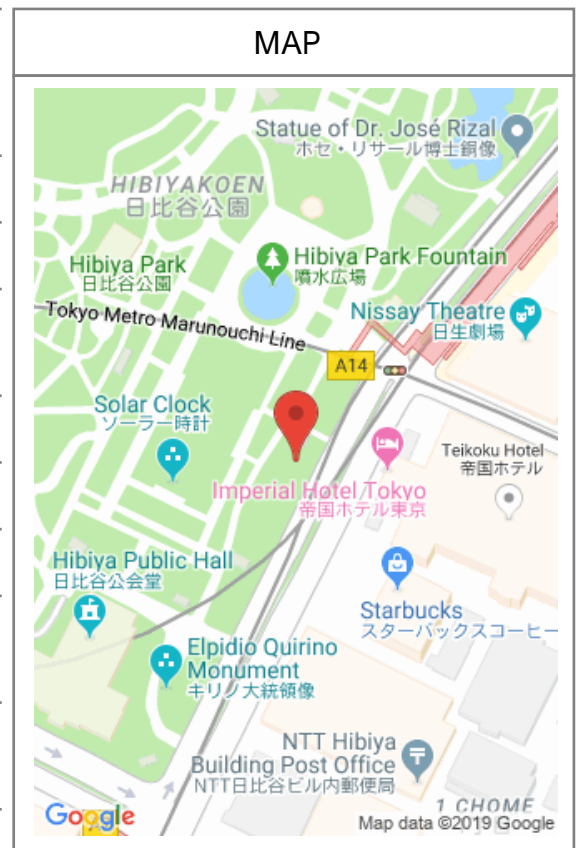 MAP
Statue of Dr. José Rizal
ホセ・リサール博士銅像
HIBIYAKOEN
日比谷公園
Hibiya Park Fountain
噴水広場
Hibiya Park
日比谷公園
Nissay Theatre
日生劇場
Tokyo Metro Marunouchi Line
A14
Solar Clock
ソーラー時計
Teikoku Hotel
帝国ホテル
Imperial Hotel Tokyo
帝国ホテル東京
Hibiya Public Hall
日比谷公会堂
Starbucks
スターバックスコーヒー
Elpidio Quirino
Monument
キリノ大統領像
NTT Hibiya
Building Post Office
NTT日比谷ビル内郵便局
1 CHOME
Google
Map data ©2019 Google